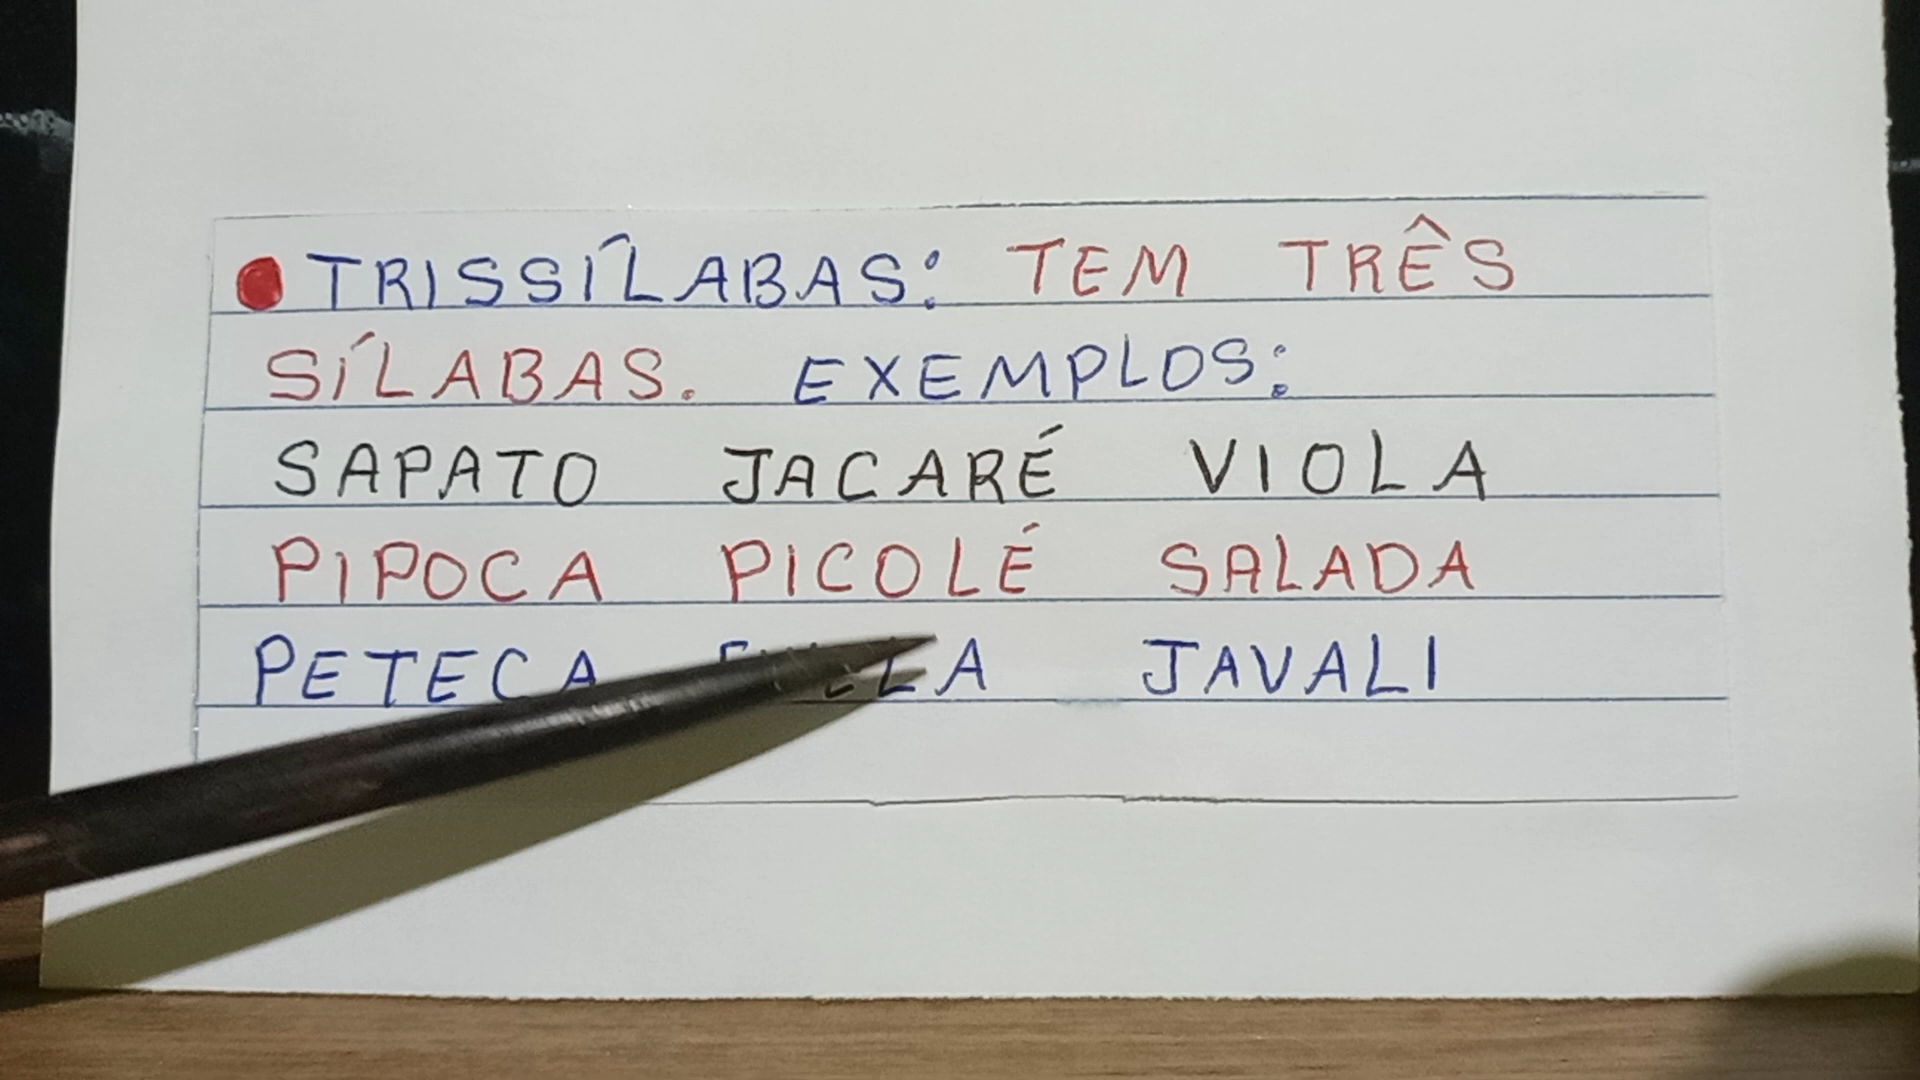 TRISSÍLABAS: TEM TRÊS
SÍLABAS. EXEMPLOS:
SAPATO JACARÉ VIOLA
PIPOCA PICOLÉ SALADA
PETECA JAVALI